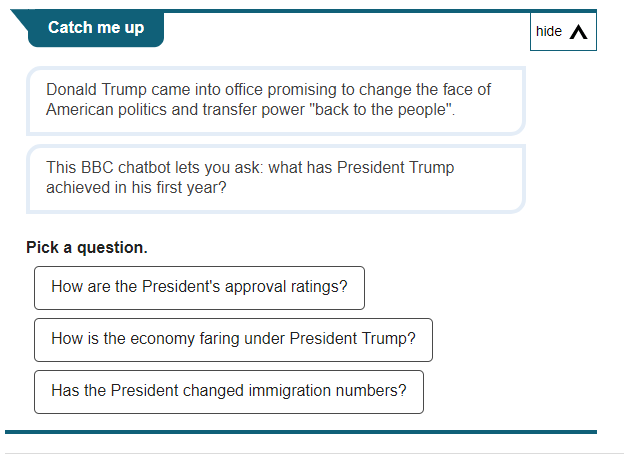 Catch me up
hide
Donald Trump came into office promising to change the face of
American politics and transfer power "back to the people".
This BBC chatbot lets you ask: what has President Trump
achieved in his first year?
Pick a question.
How are the President's approval ratings?
How is the economy faring under President Trump?
Has the President changed immigration numbers?